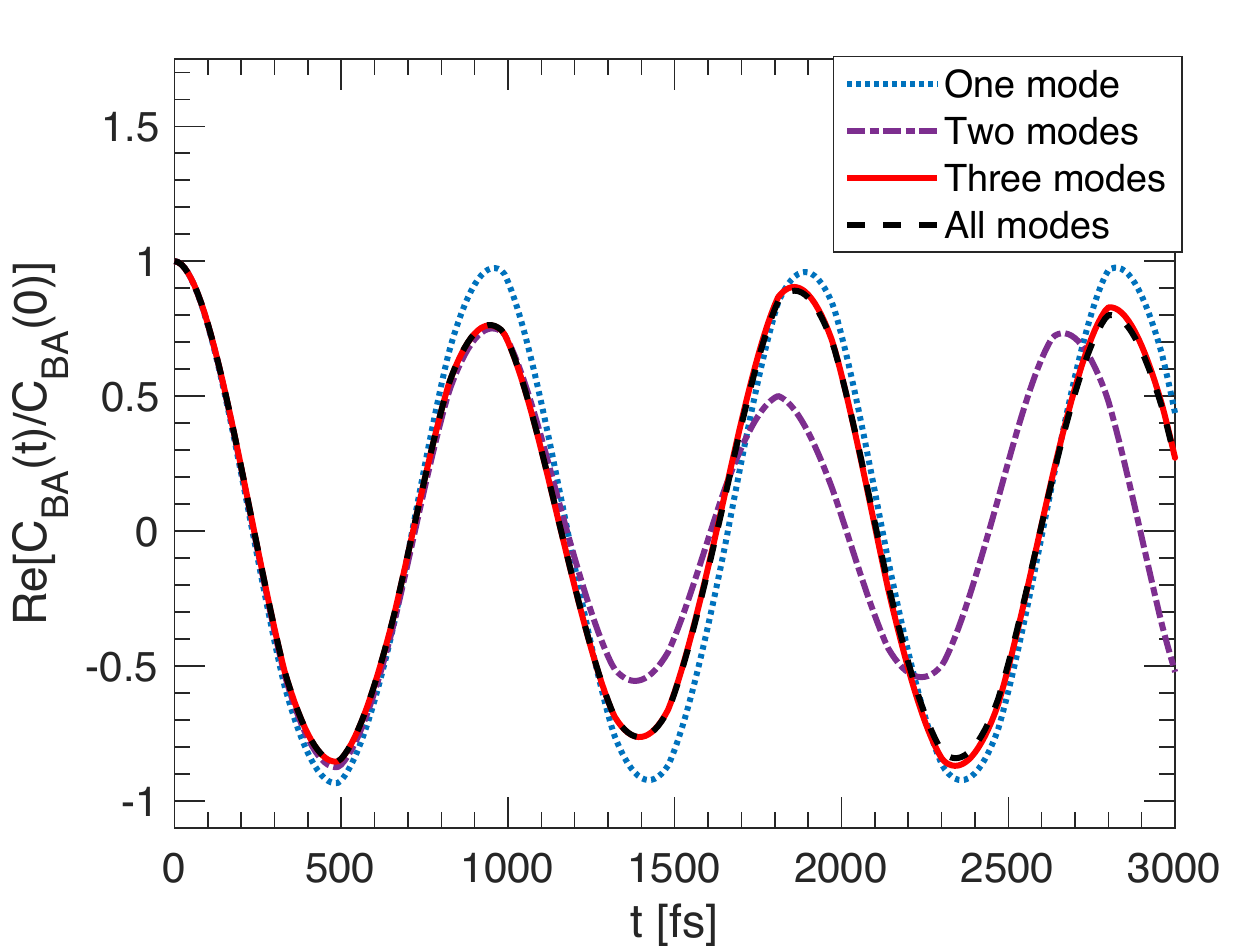 One mode
Two modes
Three modes
All modes
Re[C_BA(t)/C_BA(0)]
1.5
1
0.5
0
-0.5
-1
0 500 1000 1500 2000 2500 3000
t [fs]